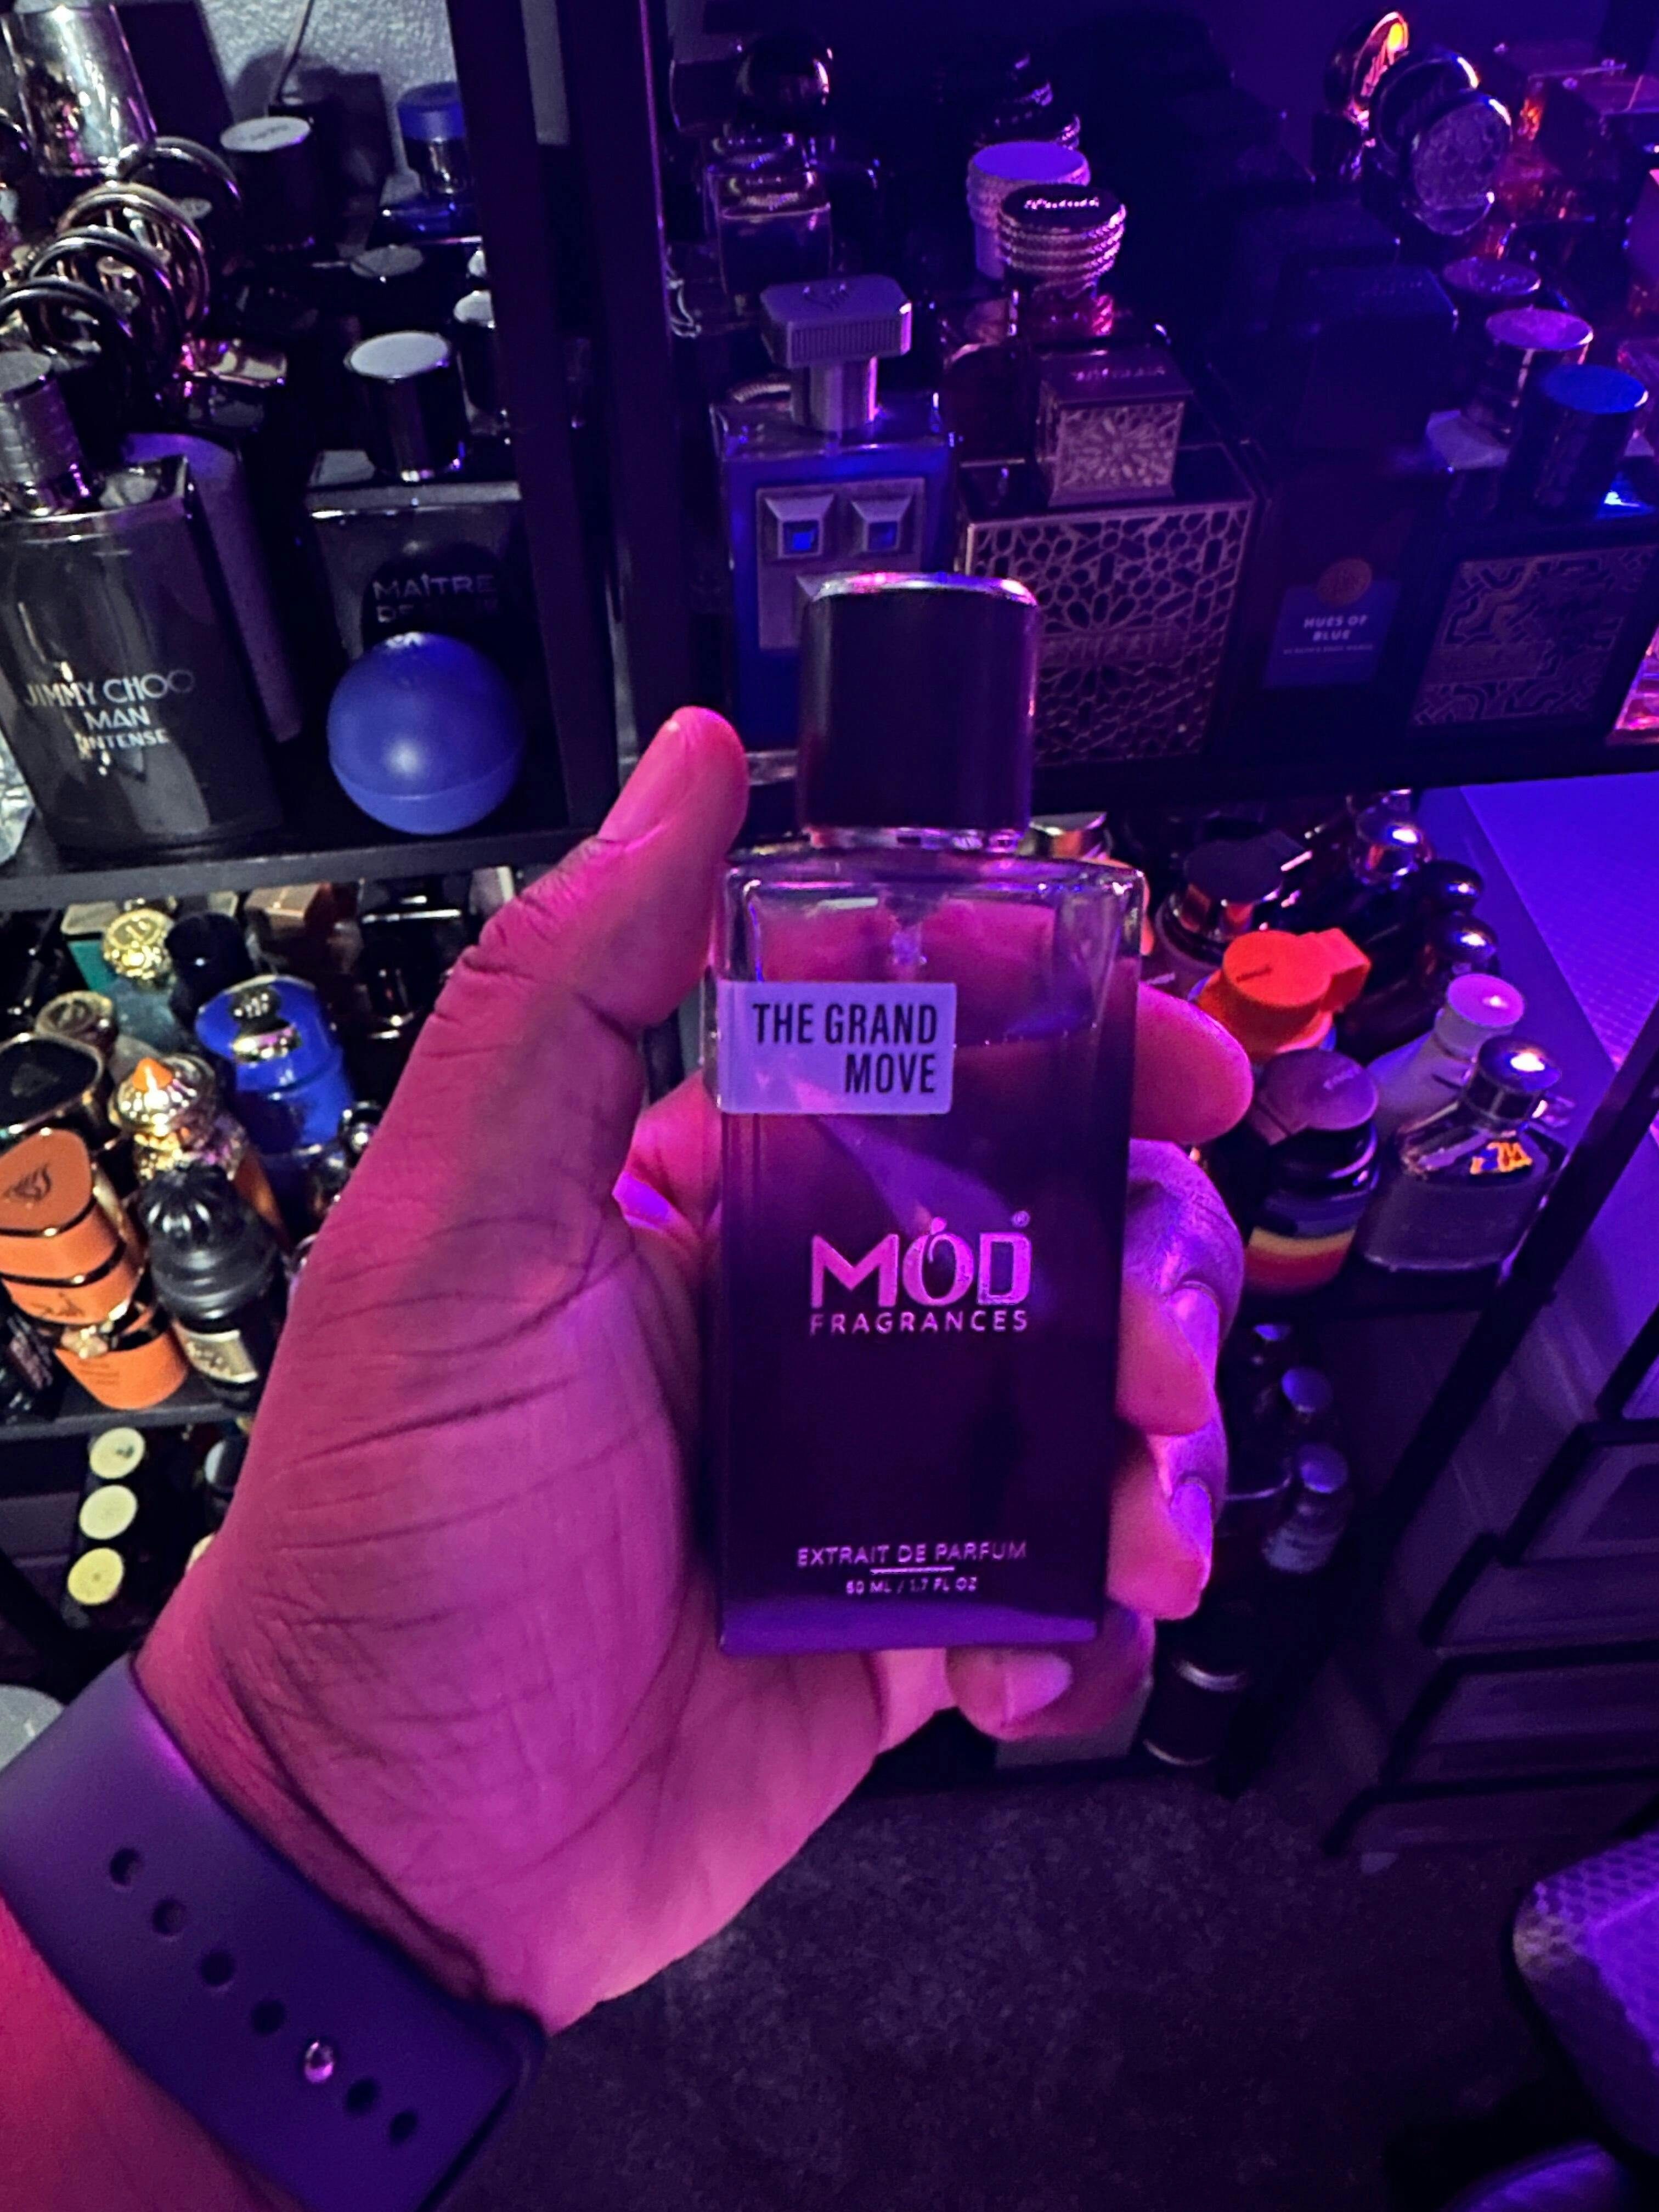 JIMMY CHOO
MAN
INTENSE
MAÎTRE
HUES OF
BLUE
THE GRAND
MOVE
MOD®
FRAGRANCES
EXTRAIT DE PARFUM
50 ML / 1.7 FL OZ